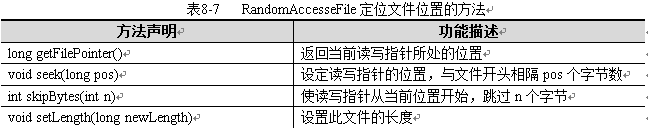 表8-7 RandomAccesseFile 定位文件位置的方法
方法声明 功能描述
long getFilePointer() 返回当前读写指针所处的位置
void seek(long pos) 设定读写指针的位置，与文件开头相隔 pos 个字节数
int skipBytes(int n) 使读写指针从当前位置开始，跳过 n 个字节
void setLength(long newLength) 设置此文件的长度